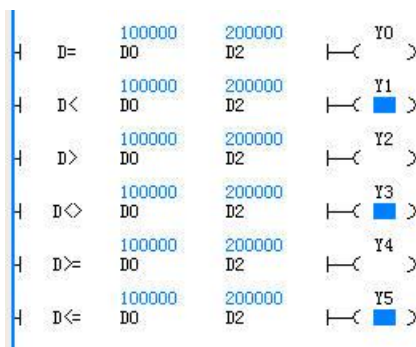 100000 200000 Y0
D= D0 D2
100000 200000 Y1
D< D0 D2
100000 200000 Y2
D> D0 D2
100000 200000 Y3
D<> D0 D2
100000 200000 Y4
D>= D0 D2
100000 200000 Y5
D<= D0 D2